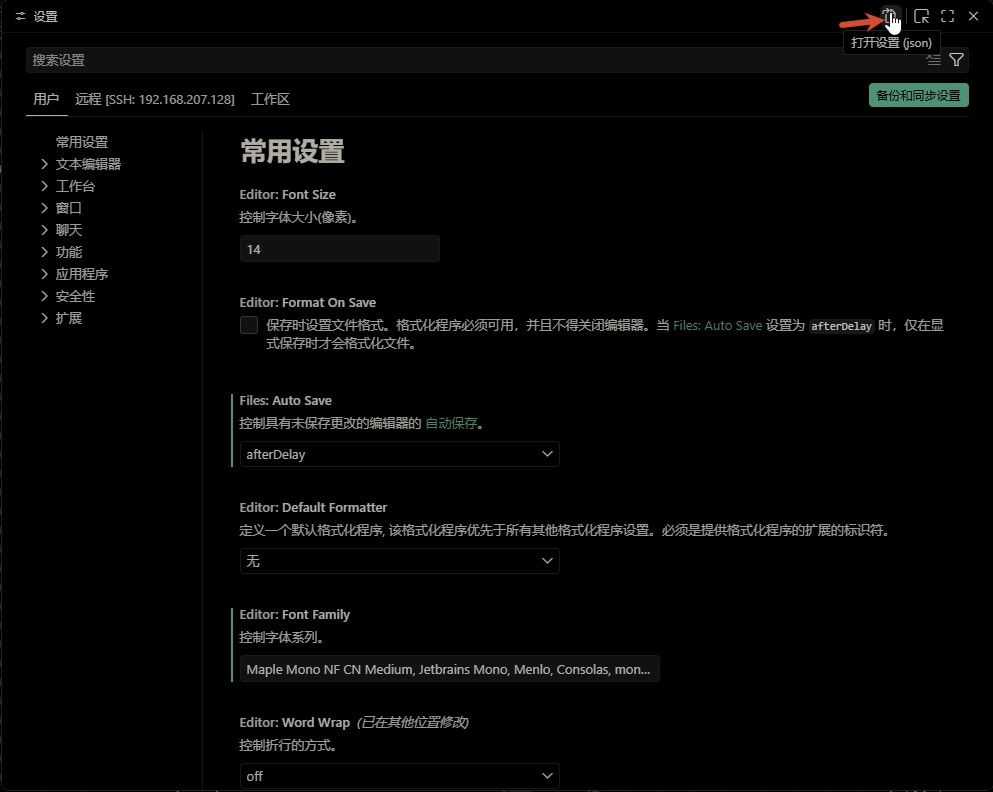 设置
打开设置 (json)
搜索设置
用户 远程 [SSH: 192.168.207.128] 工作区
备份和同步设置
常用设置
文本编辑器
工作台
窗口
聊天
功能
应用程序
安全性
扩展
常用设置
Editor: Font Size
控制字体大小(像素)。
14
Editor: Format On Save
保存时设置文件格式。格式化程序必须可用，并且不得关闭编辑器。当 Files: Auto Save 设置为 afterDelay 时，仅在显
式保存时才会格式化文件。
Files: Auto Save
控制具有未保存更改的编辑器的 自动保存。
afterDelay
Editor: Default Formatter
定义一个默认格式化程序, 该格式化程序优先于所有其他格式化程序设置。必须是提供格式化程序的扩展的标识符。
无
Editor: Font Family
控制字体系列。
Maple Mono NF CN Medium, Jetbrains Mono, Menlo, Consolas, mon...
Editor: Word Wrap (已在其他位置修改)
控制折行的方式。
off